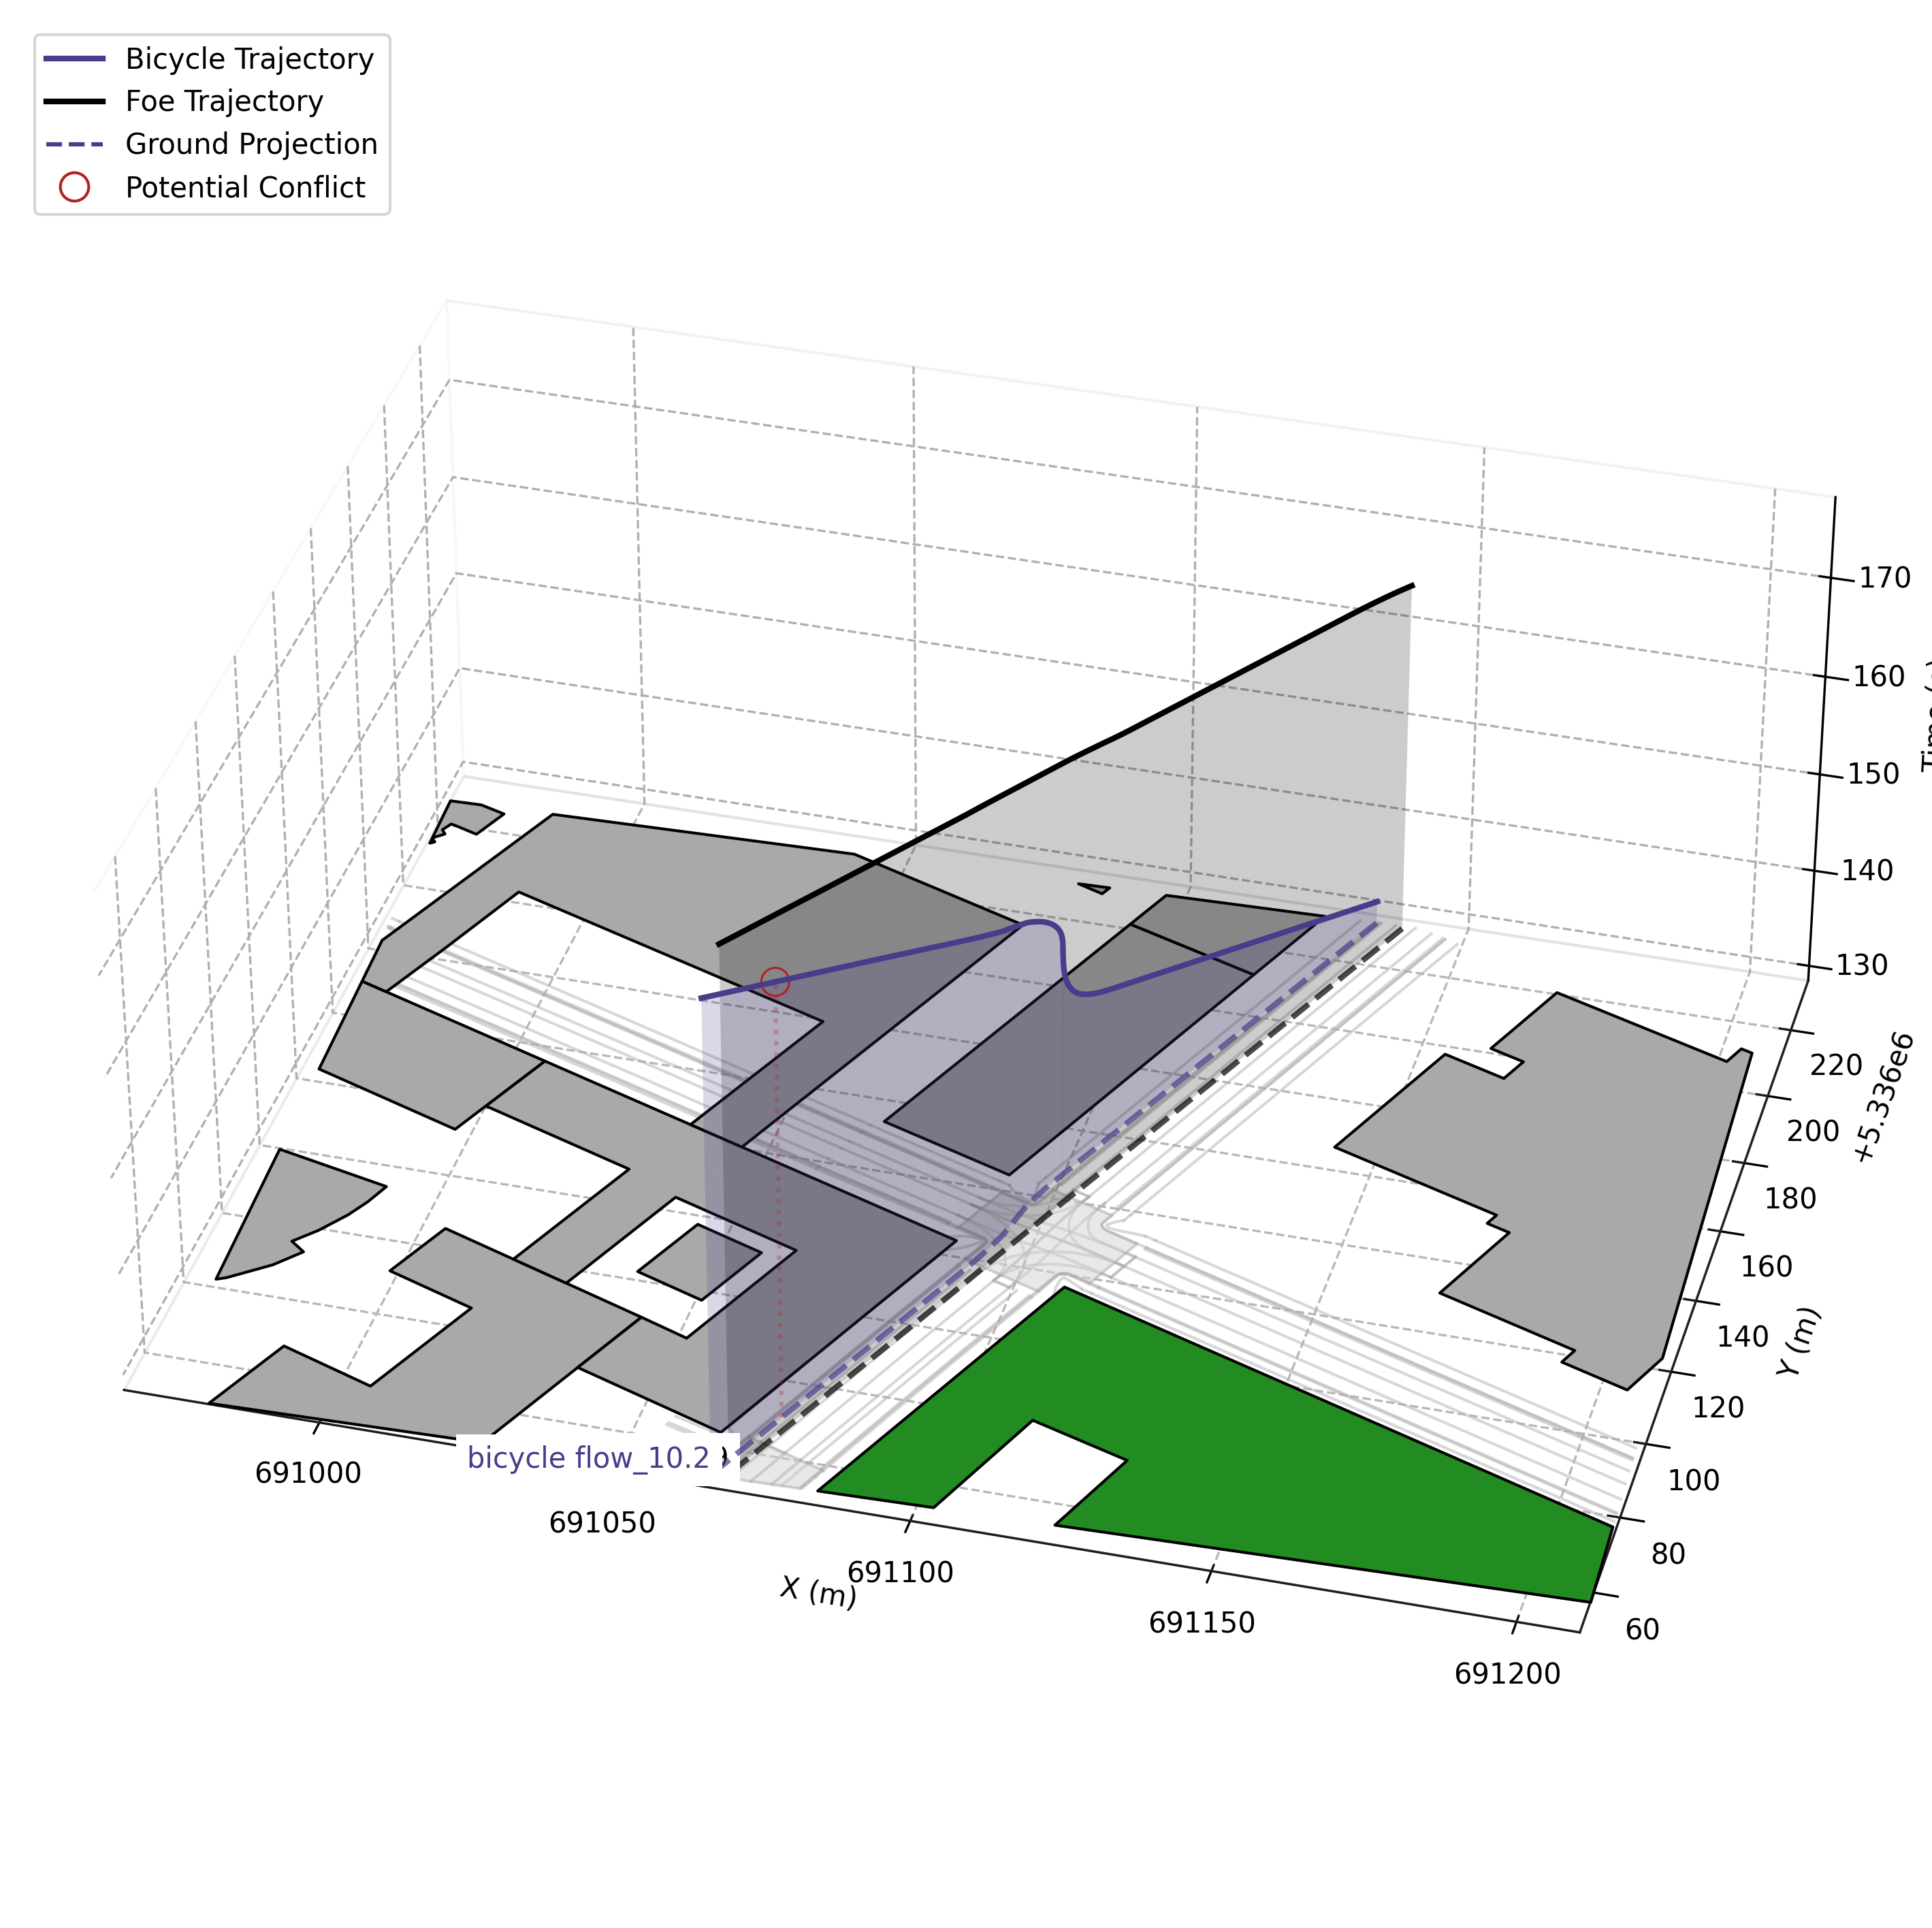 Bicycle Trajectory
Foe Trajectory
Ground Projection
Potential Conflict
170
160
150
140
130
220
200
180
160
140
120
100
80
60
+5.336e6
Y (m)
bicycle flow_10.2
691000
691050
691100
691150
691200
X (m)